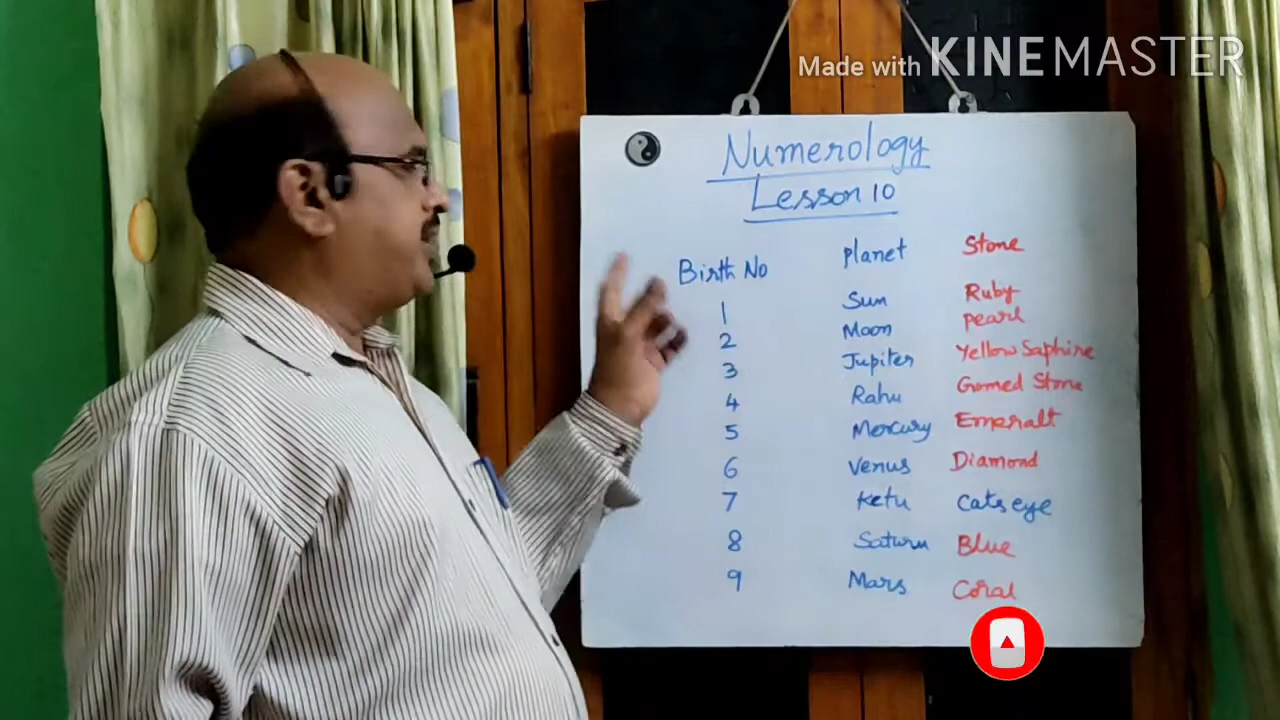 Made with KINEMASTER
Numerology
Lesson 10
Birth No planet Stone
1 Sun Ruby
2 Moon pearl
3 Jupiter Yellow Saphire
4 Rahu Gomed Stone
5 Mercury Emeralt
6 Venus Diamond
7 Ketu Cats eye
8 Saturn Blue
9 Mars Coral